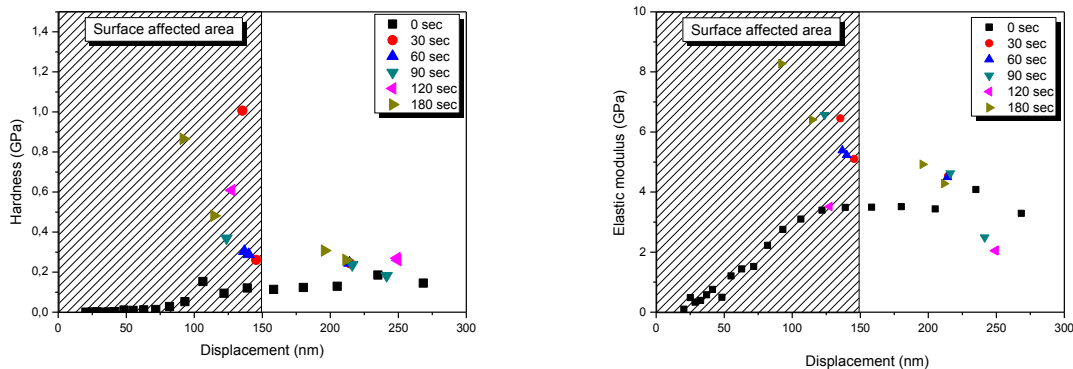 1,5
1,4
1,2
1,0
0,8
0,6
0,4
0,2
0,0
0
50
100
150
200
250
300
Hardness (GPa)
Displacement (nm)
Surface affected area
0 sec
30 sec
60 sec
90 sec
120 sec
180 sec
10
8
6
4
2
0
0
50
100
150
200
250
300
Elastic modulus (GPa)
Displacement (nm)
Surface affected area
0 sec
30 sec
60 sec
90 sec
120 sec
180 sec